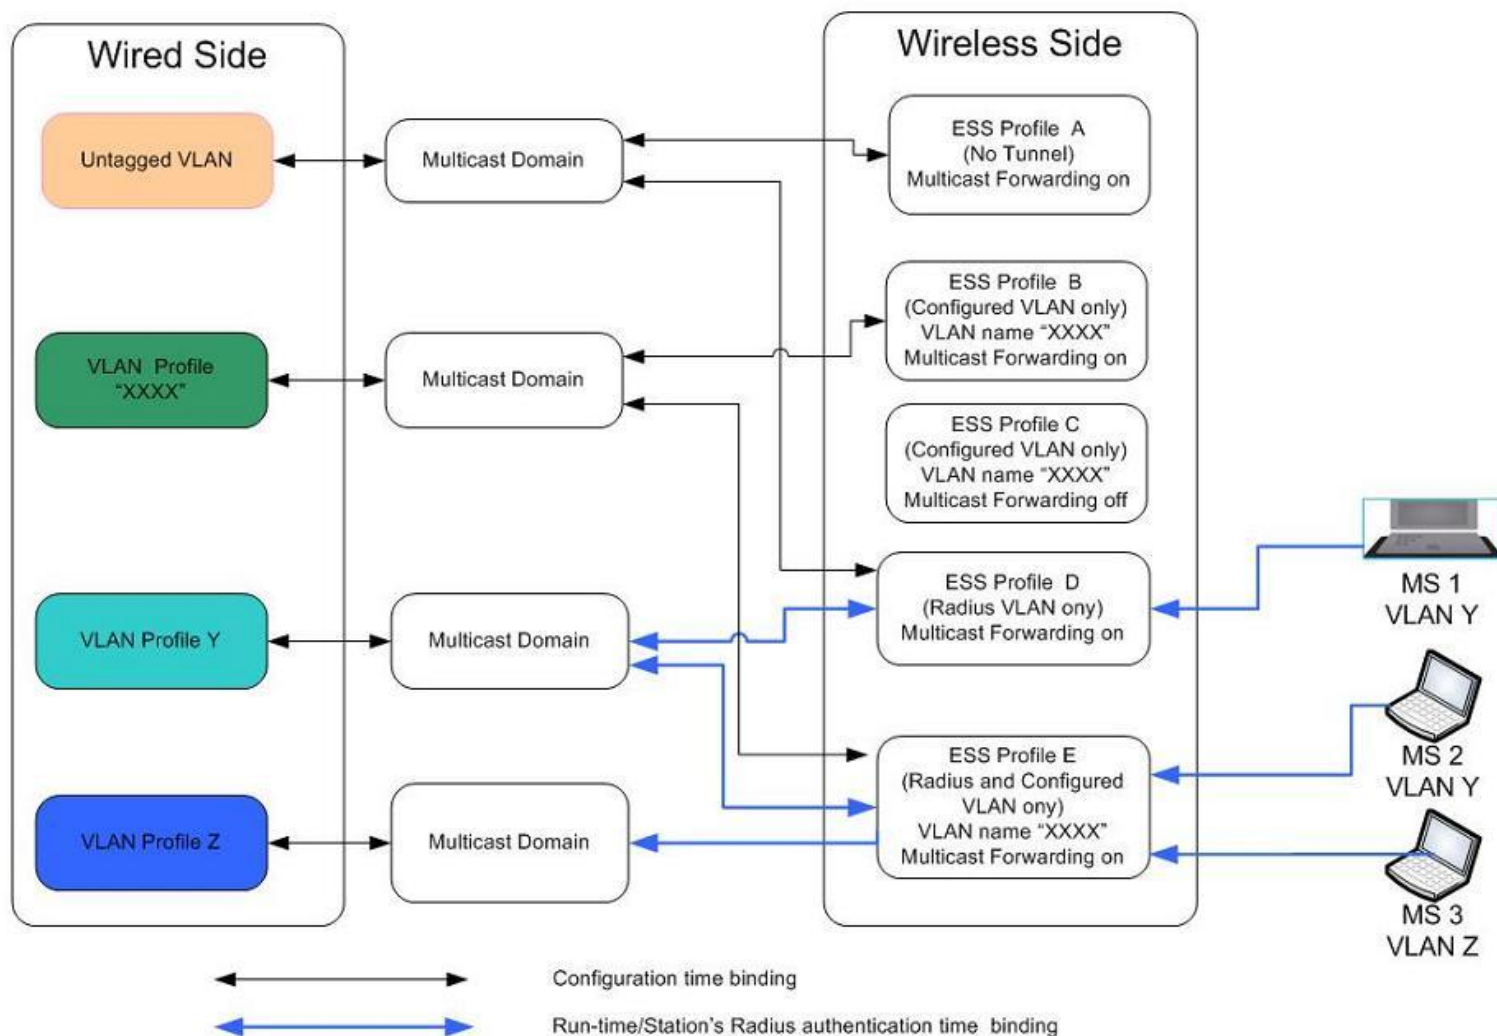 Wired Side
Wireless Side
Untagged VLAN
Multicast Domain
ESS Profile A
(No Tunnel)
Multicast Forwarding on
VLAN Profile
“XXXX”
Multicast Domain
ESS Profile B
(Configured VLAN only)
VLAN name “XXXX”
Multicast Forwarding on
ESS Profile C
(Configured VLAN only)
VLAN name “XXXX”
Multicast Forwarding off
VLAN Profile Y
Multicast Domain
ESS Profile D
(Radius VLAN ony)
Multicast Forwarding on
MS 1
VLAN Y
VLAN Profile Z
Multicast Domain
ESS Profile E
(Radius and Configured
VLAN ony)
VLAN name “XXXX”
Multicast Forwarding on
MS 2
VLAN Y
MS 3
VLAN Z
Configuration time binding
Run-time/Station’s Radius authentication time binding